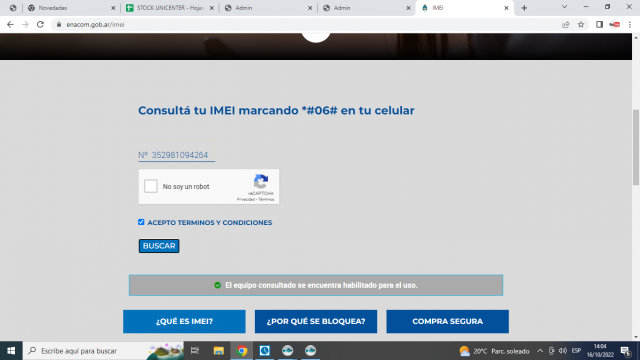 Novedades
STOCK UNICENTER - Hoja
Admin
Admin
IMEI
enacom.gob.ar/imei
Consultá tu IMEI marcando *#06# en tu celular
Nº 352981094264
No soy un robot
reCAPTCHA
Privacidad - Términos
ACEPTO TERMINOS Y CONDICIONES
BUSCAR
El equipo consultado se encuentra habilitado para el uso.
¿QUÉ ES IMEI?
¿POR QUÉ SE BLOQUEA?
COMPRA SEGURA
Escribe aquí para buscar
20°C Parc. soleado
ESP
14:04
16/10/2022